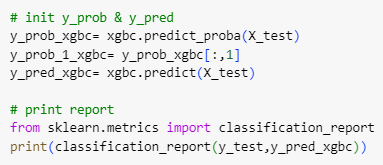 # init y_prob & y_pred
y_prob_xgbc= xgbc.predict_proba(X_test)
y_prob_1_xgbc= y_prob_xgbc[:,1]
y_pred_xgbc= xgbc.predict(X_test)
# print report
from sklearn.metrics import classification_report
print(classification_report(y_test,y_pred_xgbc))